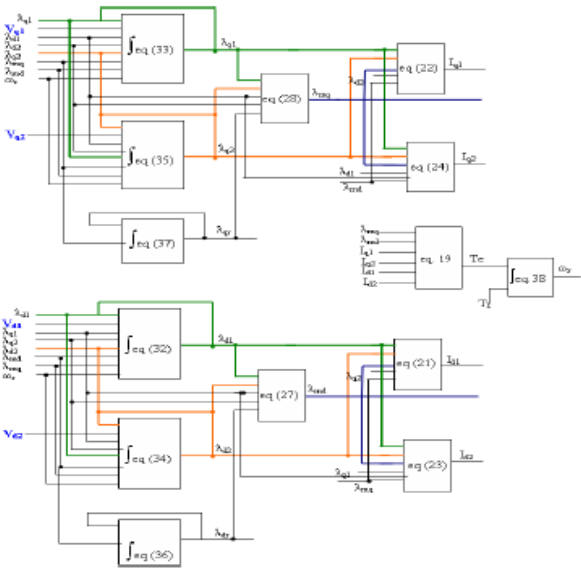 λq1
Vq1
λd1
λd2
λq2
λmq
λmd
ωr
∫eq (33)
λq1
eq (22)
Iq1
λd2
eq (28)
λmq
Vq2
∫eq (35)
λq2
eq (24)
Iq2
λd1
λmd
∫eq (37)
λqr
λmq
λmd
Iq1
Iq2
Id1
Id2
eq. 19
Te
∫eq. 38
ωr
λd1
Vd1
λq1
λq2
λd2
λmd
ωr
∫eq (32)
λd1
eq (21)
Id1
λq2
eq (27)
λmd
Vd2
∫eq (34)
λd2
eq (23)
Id2
λq1
λmq
∫eq (36)
λdr